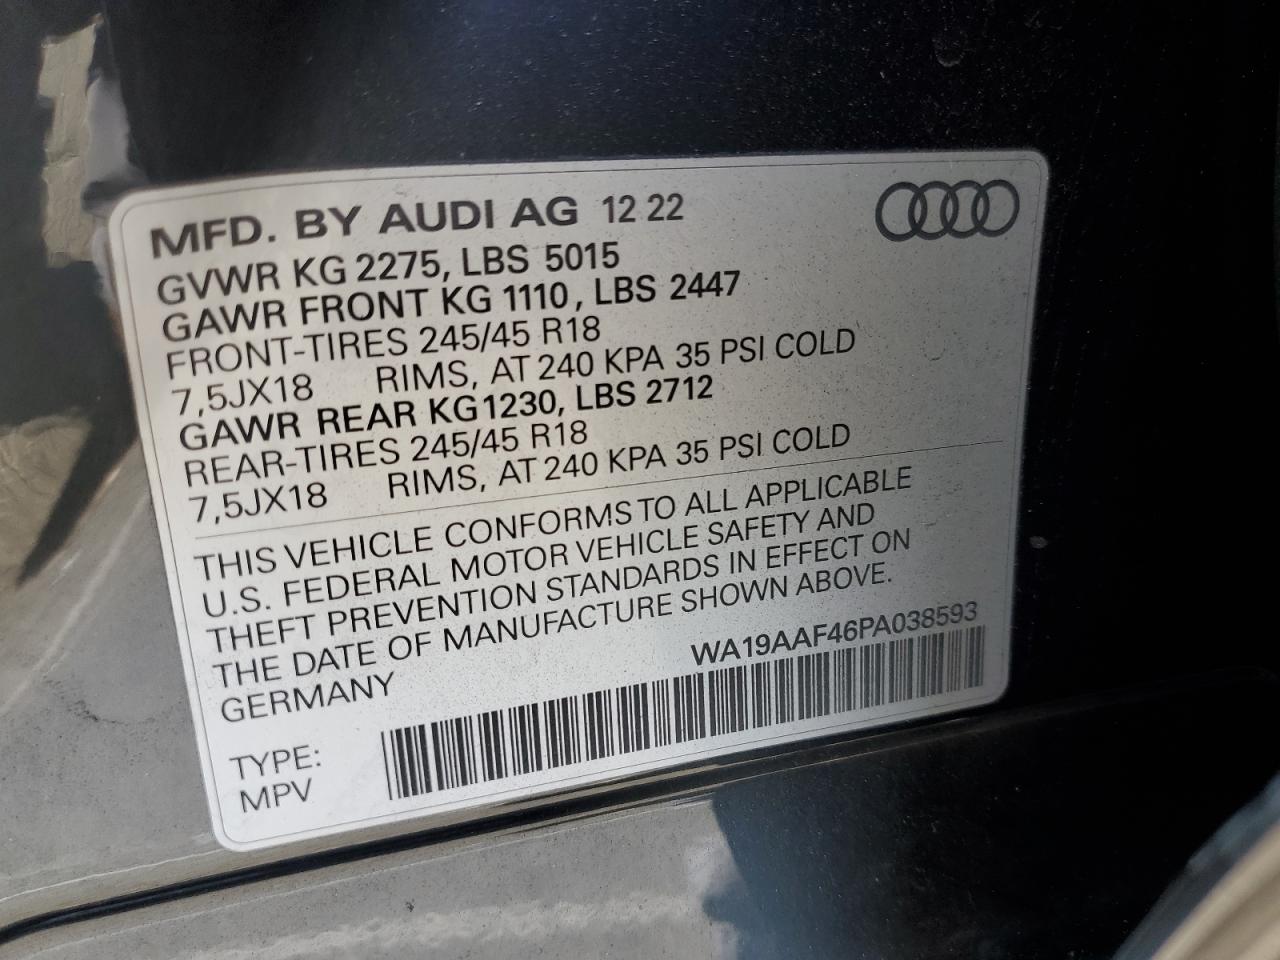 MFD. BY AUDI AG 12 22
GVWR KG 2275, LBS 5015
GAWR FRONT KG 1110, LBS 2447
FRONT-TIRES 245/45 R18
7,5JX18 RIMS, AT 240 KPA 35 PSI COLD
GAWR REAR KG 1230, LBS 2712
REAR-TIRES 245/45 R18
7,5JX18 RIMS, AT 240 KPA 35 PSI COLD
THIS VEHICLE CONFORMS TO ALL APPLICABLE
U.S. FEDERAL MOTOR VEHICLE SAFETY AND
THEFT PREVENTION STANDARDS IN EFFECT ON
THE DATE OF MANUFACTURE SHOWN ABOVE.
GERMANY WA19AAF46PA038593
TYPE:
MPV